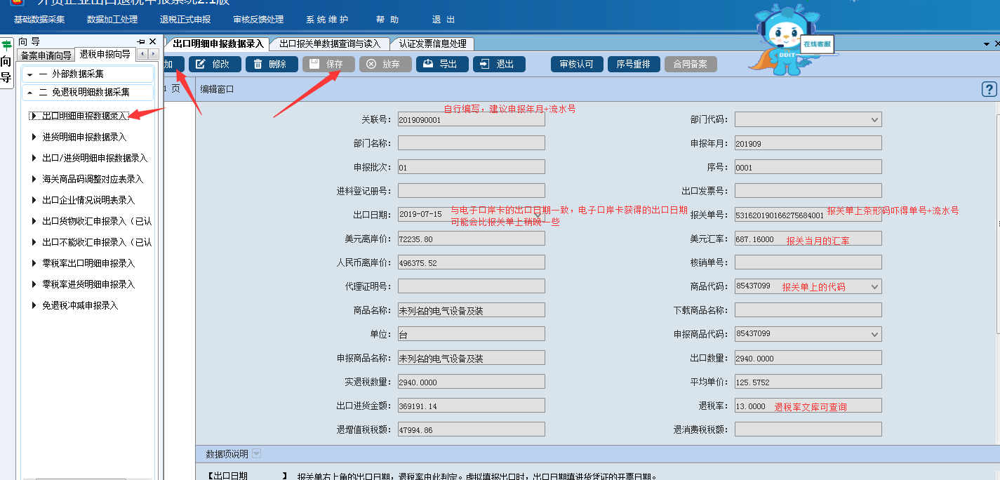 外贸企业出口退税申报系统2.1版
基础数据采集 数据加工处理 退税正式申报 审核反馈处理 系统维护 帮助 退出
在线客服
DDIT
向导
向导
备案申请向导 退税申报向导
出口明细申报数据录入 出口报关单数据查询与读入 认证发票信息处理
加 修改 删除 保存 放弃 导出 退出 审核认可 序号重排 合同备案
一 外部数据采集
二 免退税明细数据采集
出口明细申报数据录入
进货明细申报数据录入
出口/进货明细申报数据录入
海关商品码调整对应表录入
出口企业情况说明表录入
出口货物收汇申报录入（已认
出口不能收汇申报录入（已认
零税率出口明细申报录入
零税率进货明细申报录入
免退税冲减申报录入
1 页
编辑窗口
自行编写，建议申报年月+流水号
关联号： 2019090001 部门代码：
部门名称： 申报年月： 201909
申报批次： 01 序号： 0001
进料登记册号： 出口发票号：
出口日期： 2019-07-15 与电子口岸卡的出口日期一致，电子口岸卡获得的出口日期
可能会比报关单上稍晚一些
报关单号： 531620190166275684001 报关单上条形码吓得单号+流水号
美元离岸价： 72235.80 美元汇率： 687.16000 报关当月的汇率
人民币离岸价： 496375.52 核销单号：
代理证明号： 商品代码： 85437099 报关单上的代码
商品名称： 未列名的电气设备及装 下载商品名称：
单位： 台 申报商品代码： 85437099
申报商品名称： 未列名的电气设备及装 出口数量： 2940.0000
实退税数量： 2940.0000 平均单价： 125.5752
出口进货金额： 369191.14 退税率： 13.0000 退税率文库可查询
退增值税税额： 47994.86 退消费税税额：
数据项说明
【出口日期 】 报关单右上角的出口日期，退税率由此判定。虚拟填报出口时，出口日期填进货凭证的开票日期。